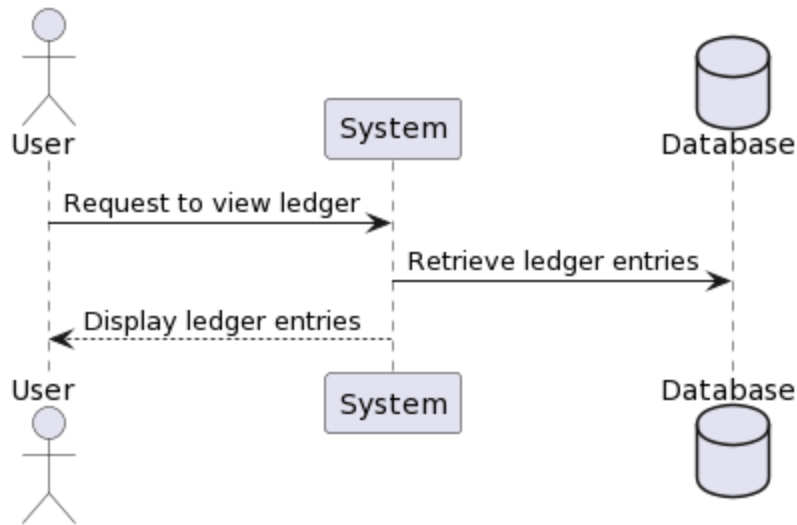 User
System
Database
Request to view ledger
Retrieve ledger entries
Display ledger entries
User
System
Database